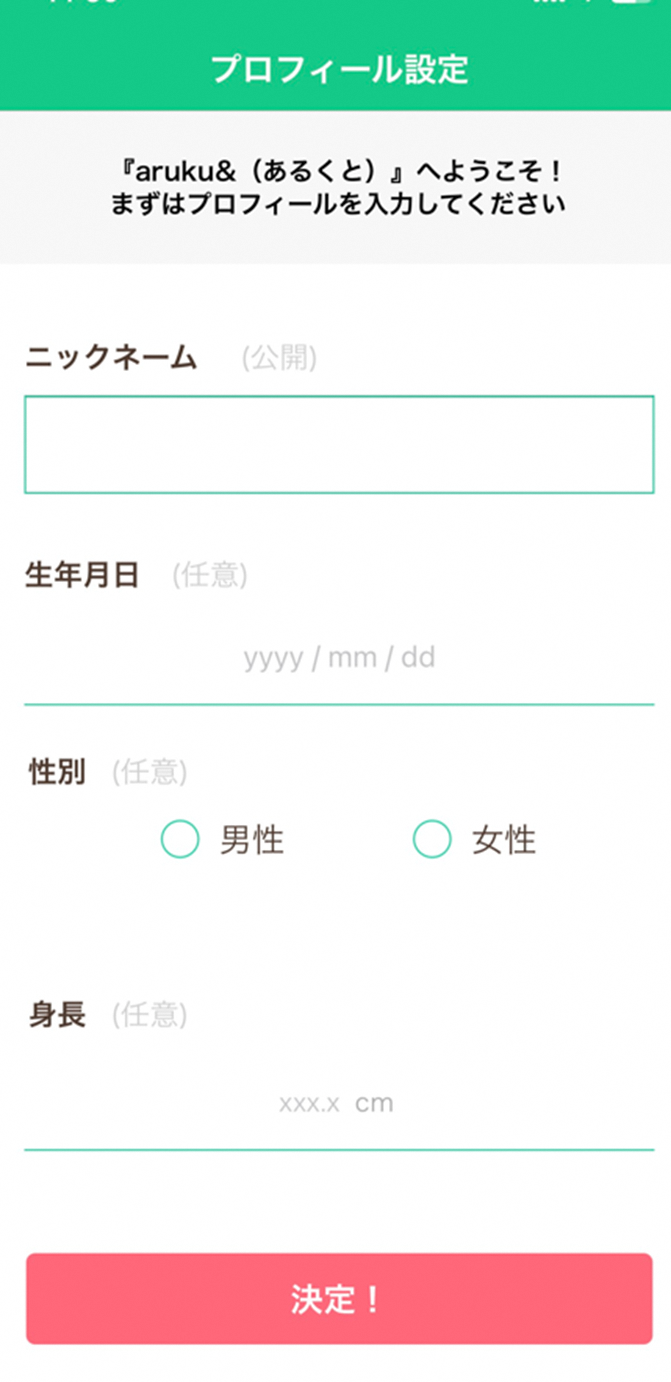 プロフィール設定
『aruku&（あるくと）』へようこそ！
まずはプロフィールを入力してください
ニックネーム (公開)
生年月日 (任意)
yyyy / mm / dd
性別 (任意)
男性 女性
身長 (任意)
xxx.x cm
決定！